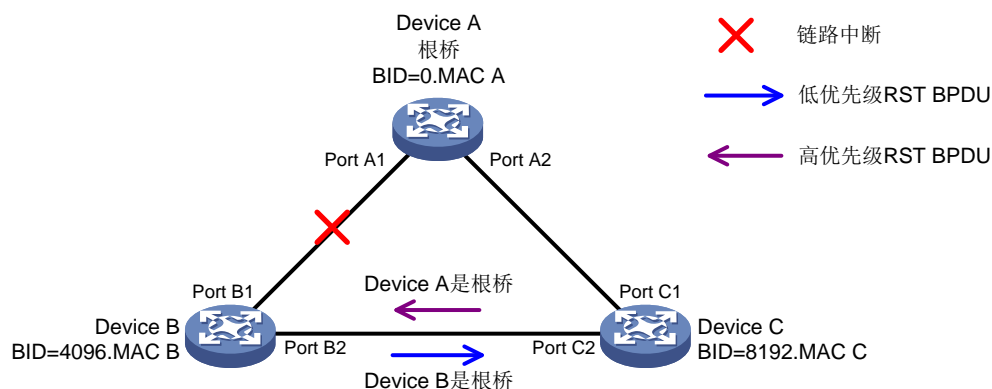 Device A
根桥
BID=0.MAC A
链路中断
低优先级RST BPDU
高优先级RST BPDU
Port A1
Port A2
Port B1
Device A是根桥
Port C1
Device B
BID=4096.MAC B
Port B2
Port C2
Device C
BID=8192.MAC C
Device B是根桥